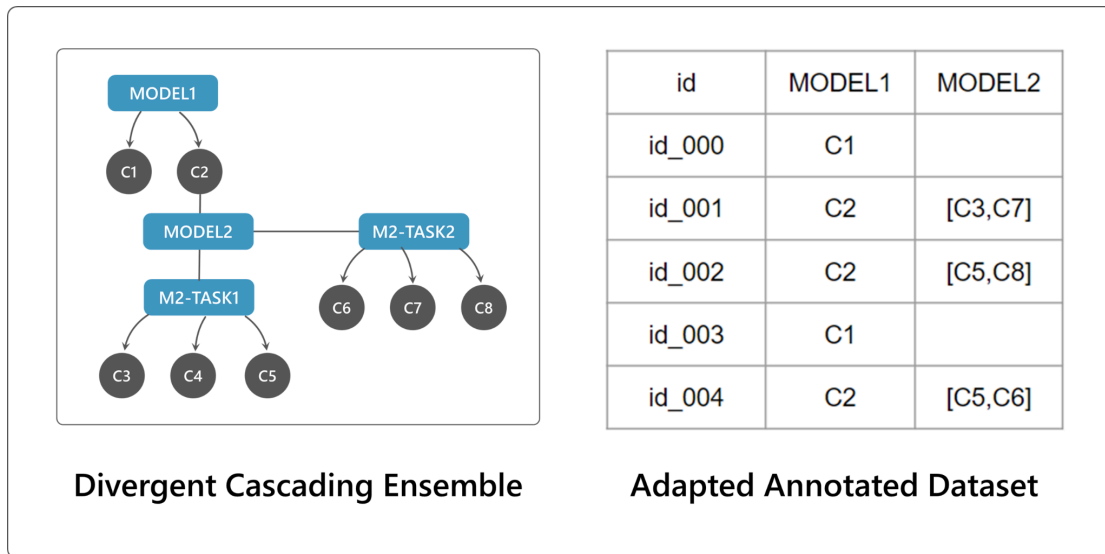 MODEL1
C1
C2
MODEL2
M2-TASK2
M2-TASK1
C6
C7
C8
C3
C4
C5
Divergent Cascading Ensemble
id MODEL1 MODEL2
id_000 C1
id_001 C2 [C3,C7]
id_002 C2 [C5,C8]
id_003 C1
id_004 C2 [C5,C6]
Adapted Annotated Dataset